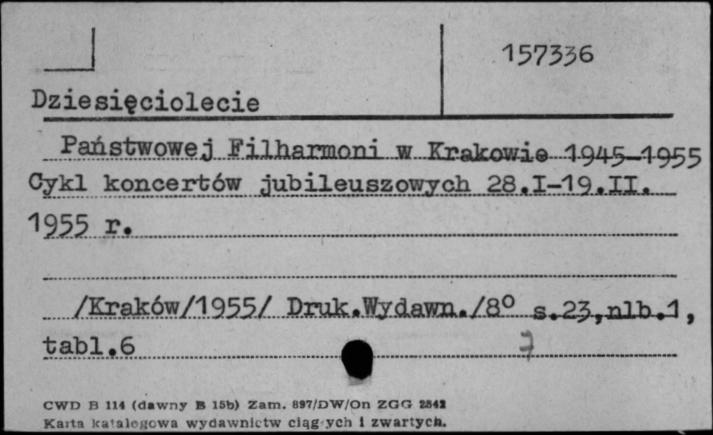 157336
Dziesięciolecie
Państwowej Filharmoni w Krakowie 1945-1955
Cykl koncertów jubileuszowych 28.I-19.II.
1955 r.
/Kraków/1955/ Druk.Wydawn./8° s.23,nlb.1,
tabl.6
7
CWD B 114 (dawny B 15b) Zam. 897/DW/On ZGG 2842
Karta katalogowa wydawnictw ciągłych i zwartych.